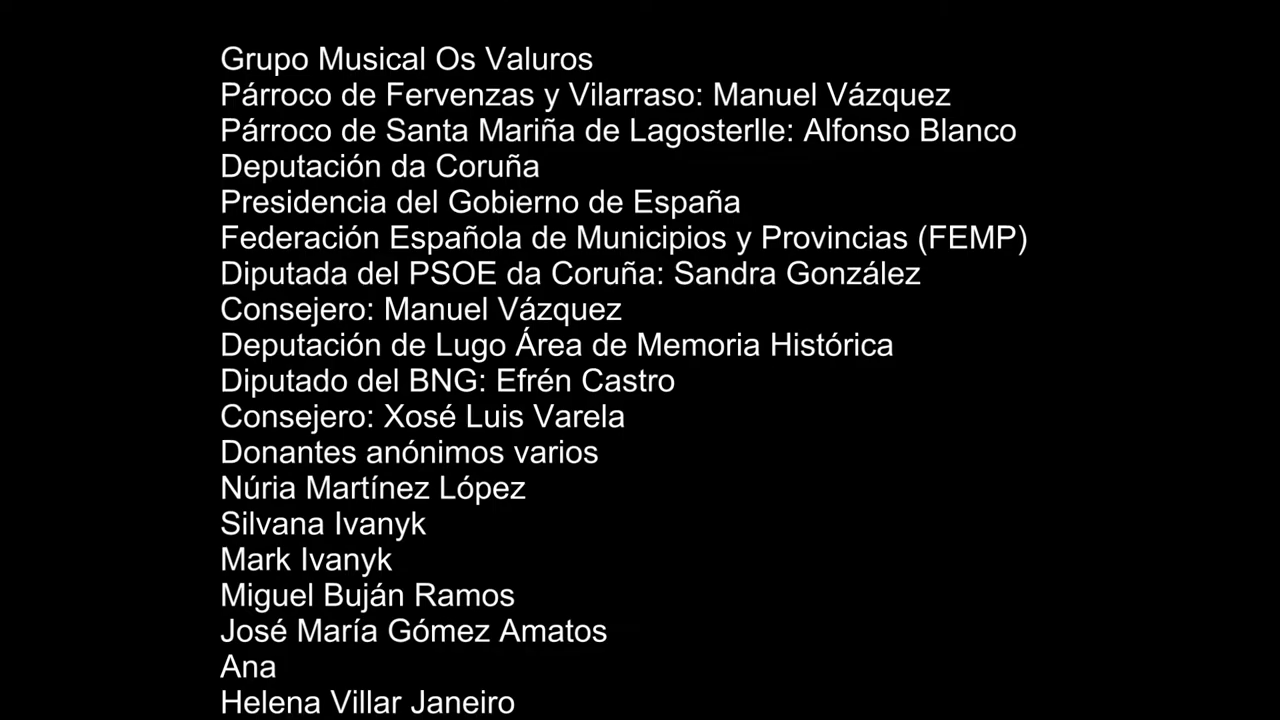 Grupo Musical Os Valuros
Párroco de Fervenzas y Vilarraso: Manuel Vázquez
Párroco de Santa Mariña de Lagosterlle: Alfonso Blanco
Deputación da Coruña
Presidencia del Gobierno de España
Federación Española de Municipios y Provincias (FEMP)
Diputada del PSOE da Coruña: Sandra González
Consejero: Manuel Vázquez
Deputación de Lugo Área de Memoria Histórica
Diputado del BNG: Efrén Castro
Consejero: Xosé Luis Varela
Donantes anónimos varios
Núria Martínez López
Silvana Ivanyk
Mark Ivanyk
Miguel Buján Ramos
José María Gómez Amatos
Ana
Helena Villar Janeiro